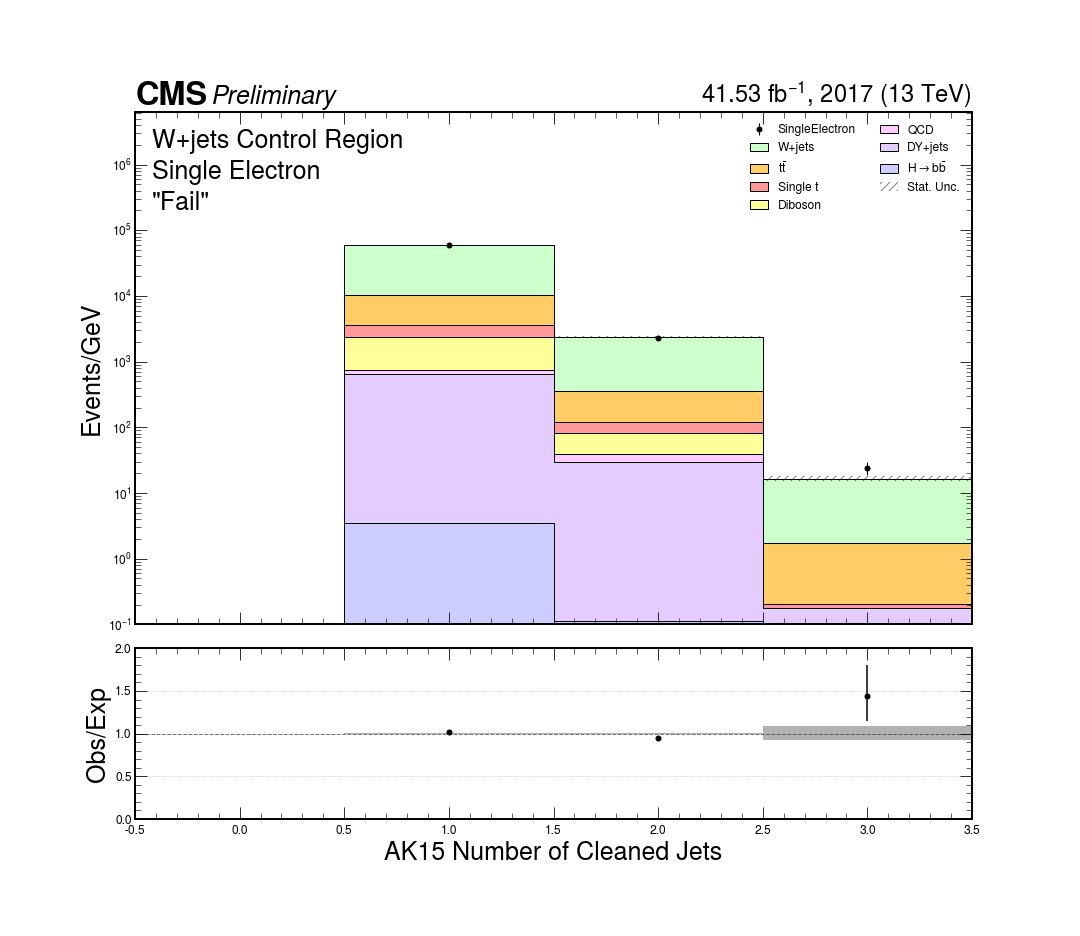 CMS Preliminary
41.53 fb⁻¹, 2017 (13 TeV)
W+jets Control Region
Single Electron
"Fail"
SingleElectron
W+jets
tt̄
Single t
Diboson
QCD
DY+jets
H→bb̄
Stat. Unc.
Events/GeV
10⁶
10⁵
10⁴
10³
10²
10¹
10⁰
10⁻¹
Obs/Exp
2.0
1.5
1.0
0.5
0.0
-0.5 0.0 0.5 1.0 1.5 2.0 2.5 3.0 3.5
AK15 Number of Cleaned Jets